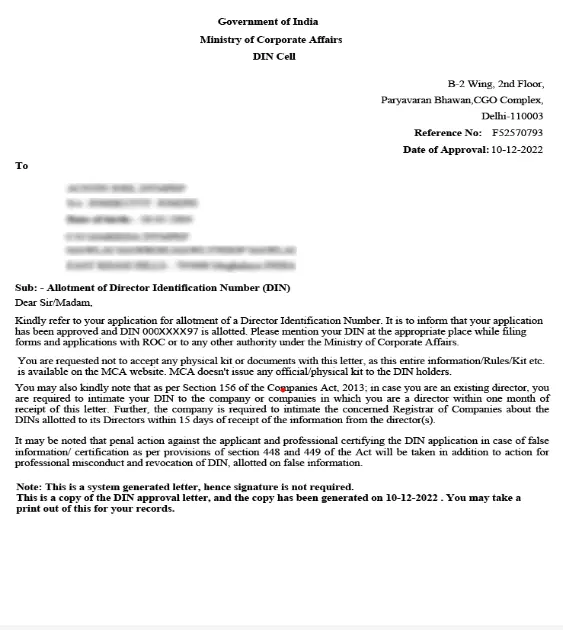 Government of India
Ministry of Corporate Affairs
DIN Cell
B-2 Wing, 2nd Floor,
Paryavaran Bhawan,CGO Complex,
Delhi-110003
Reference No: F52570793
Date of Approval: 10-12-2022
To
Sub: - Allotment of Director Identification Number (DIN)
Dear Sir/Madam,
Kindly refer to your application for allotment of a Director Identification Number. It is to inform that your application
has been approved and DIN 000XXXX97 is allotted. Please mention your DIN at the appropriate place while filing
forms and applications with ROC or to any other authority under the Ministry of Corporate Affairs.
You are requested not to accept any physical kit or documents with this letter, as this entire information/Rules/Kit etc.
is available on the MCA website. MCA doesn't issue any official/physical kit to the DIN holders.
You may also kindly note that as per Section 156 of the Companies Act, 2013; in case you are an existing director, you
are required to intimate your DIN to the company or companies in which you are a director within one month of
receipt of this letter. Further, the company is required to intimate the concerned Registrar of Companies about the
DINs allotted to its Directors within 15 days of receipt of the information from the director(s).
It may be noted that penal action against the applicant and professional certifying the DIN application in case of false
information/ certification as per provisions of section 448 and 449 of the Act will be taken in addition to action for
professional misconduct and revocation of DIN, allotted on false information.
Note: This is a system generated letter, hence signature is not required.
This is a copy of the DIN approval letter, and the copy has been generated on 10-12-2022 . You may take a
print out of this for your records.